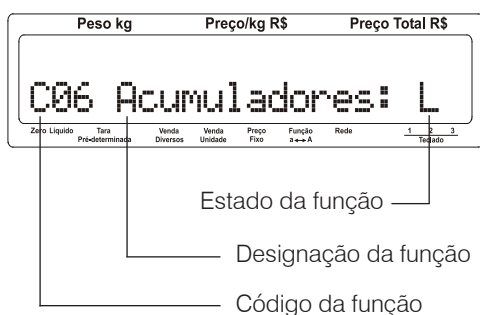 Peso kg Preço/kg R$ Preço Total R$
C06 Acumuladores: L
Zero Líquido Tara Pré-determinada Venda Diversos Venda Unidade Preço Fixo Função a↔A Rede 1 2 3 Teclado
Estado da função
Designação da função
Código da função